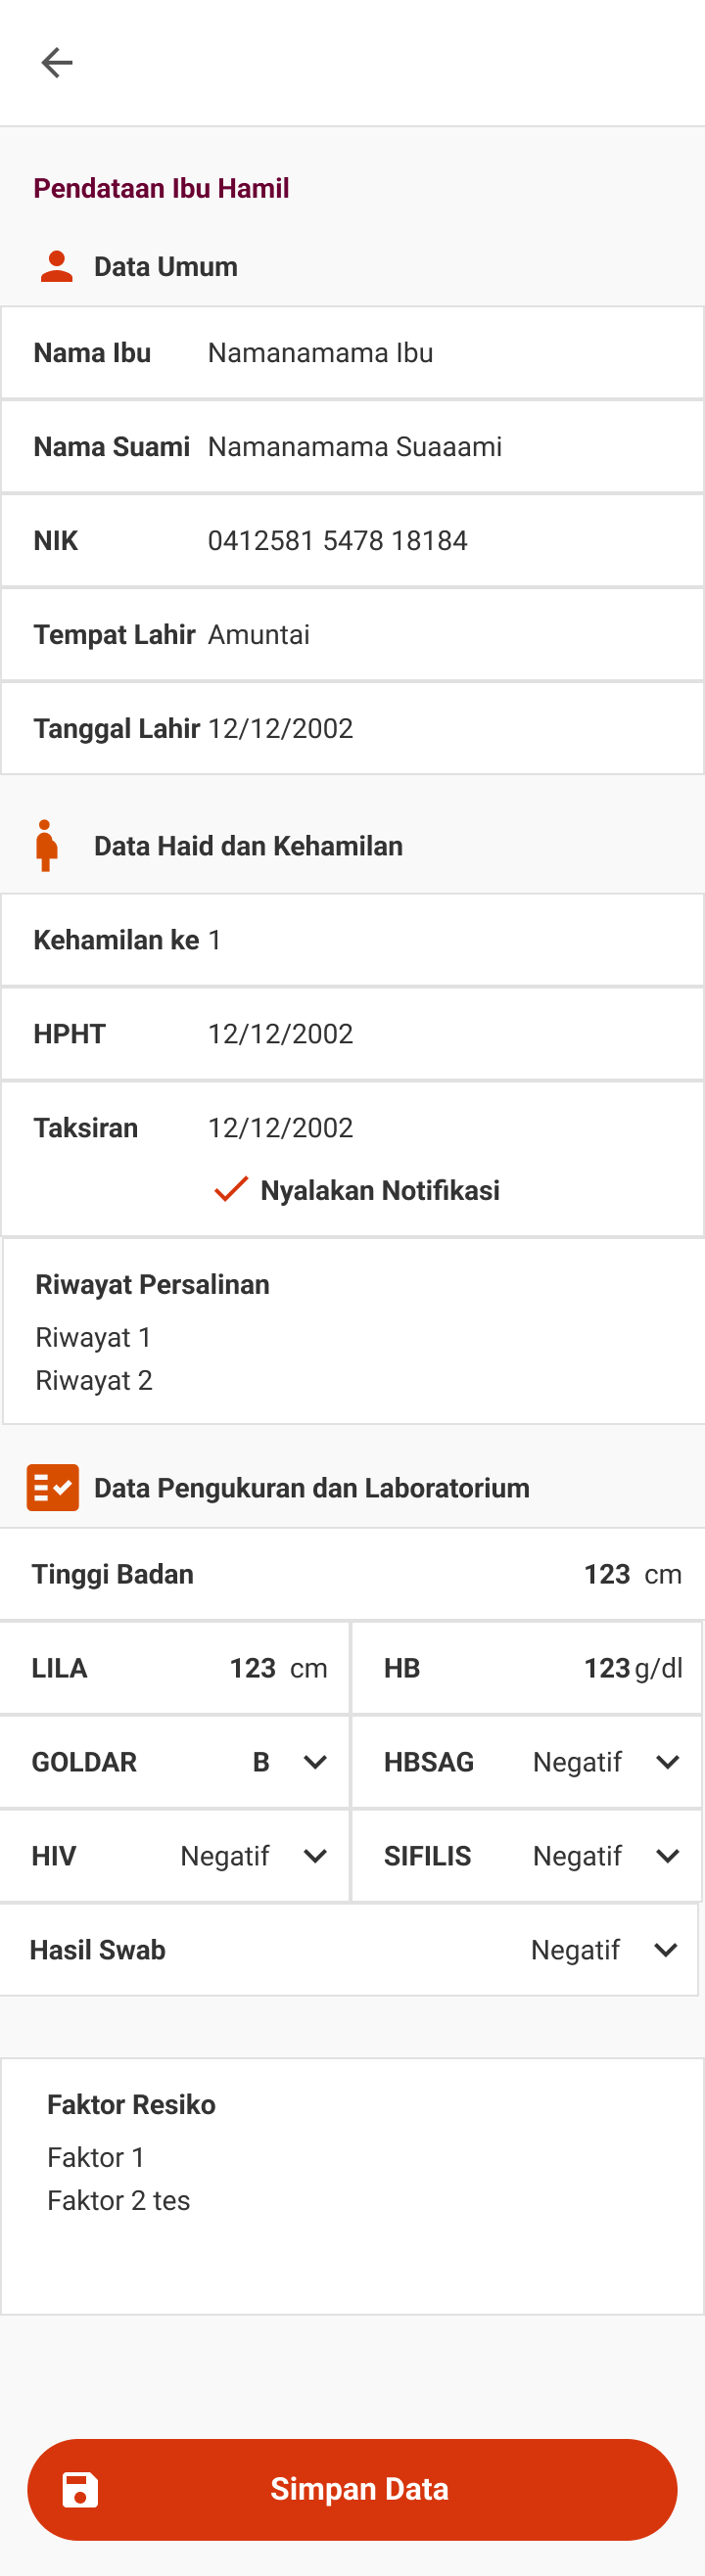 Pendataan Ibu Hamil
Data Umum
Nama Ibu Namanamama Ibu
Nama Suami Namanamama Suaaami
NIK 0412581 5478 18184
Tempat Lahir Amuntai
Tanggal Lahir 12/12/2002
Data Haid dan Kehamilan
Kehamilan ke 1
HPHT 12/12/2002
Taksiran 12/12/2002
Nyalakan Notifikasi
Riwayat Persalinan
Riwayat 1
Riwayat 2
Data Pengukuran dan Laboratorium
Tinggi Badan 123 cm
LILA 123 cm HB 123 g/dl
GOLDAR B HBSAG Negatif
HIV Negatif SIFILIS Negatif
Hasil Swab Negatif
Faktor Resiko
Faktor 1
Faktor 2 tes
Simpan Data